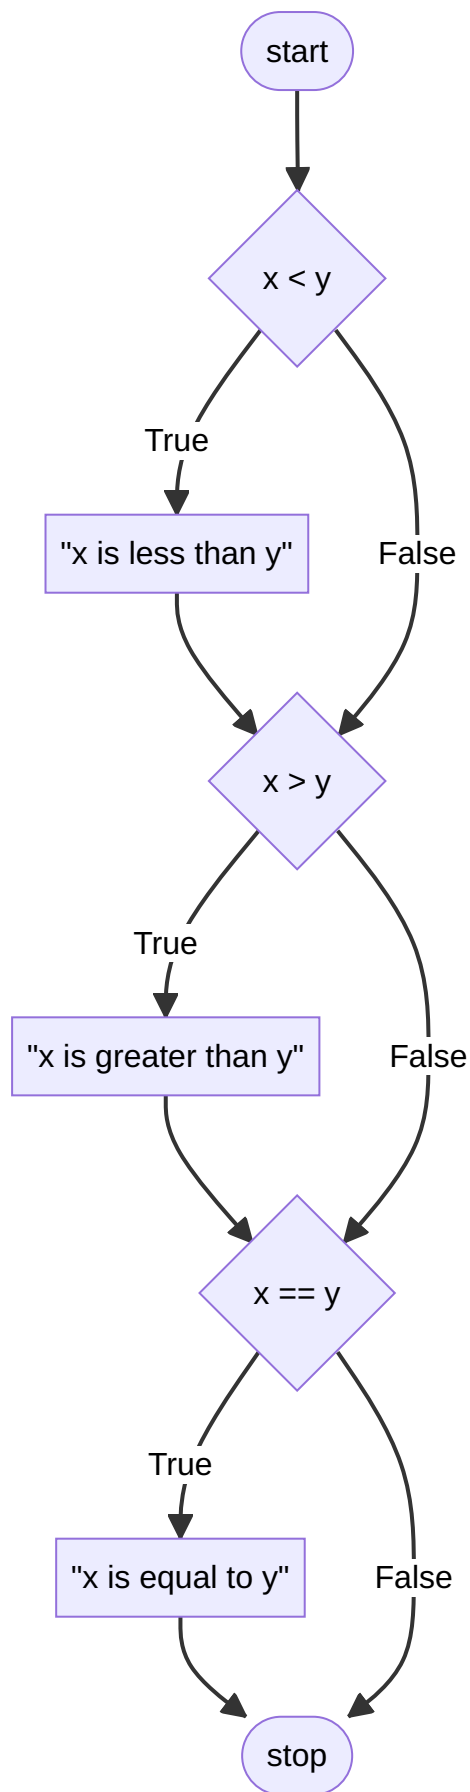 start
x < y
True
"x is less than y"
False
x > y
True
"x is greater than y"
False
x == y
True
"x is equal to y"
False
stop